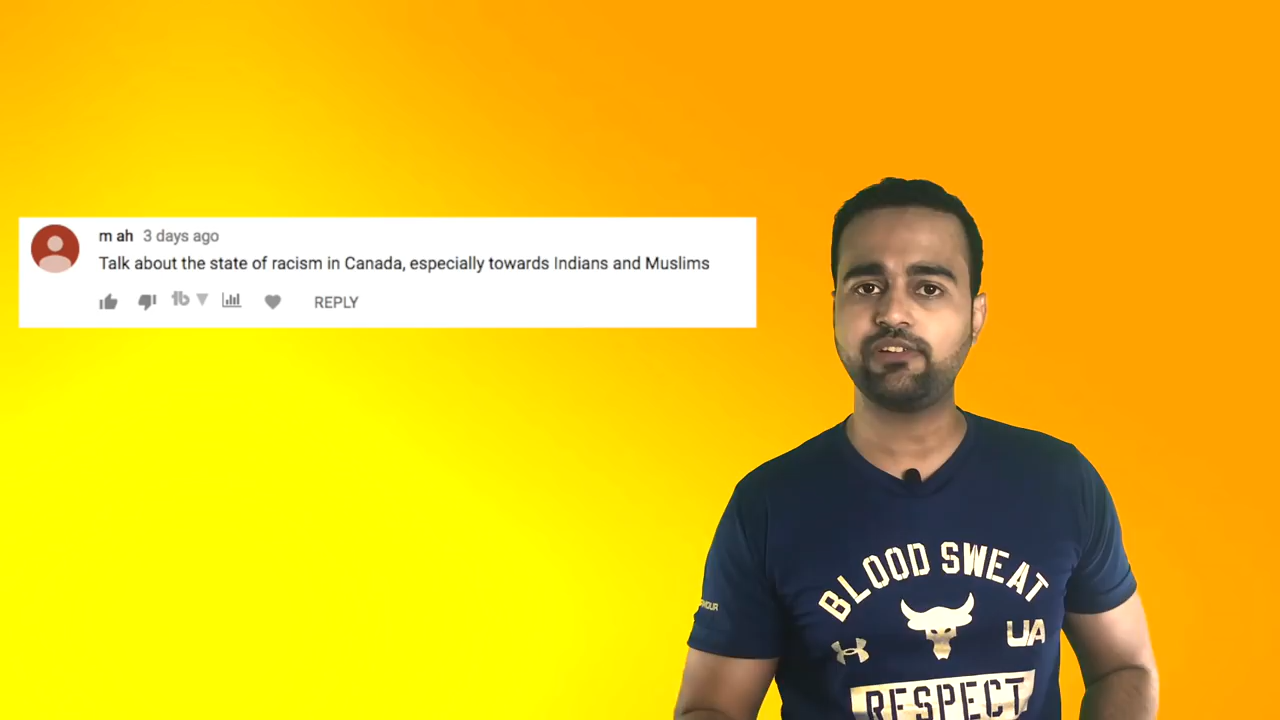 m ah 3 days ago
Talk about the state of racism in Canada, especially towards Indians and Muslims
REPLY
BLOOD SWEAT
UA
RESPECT